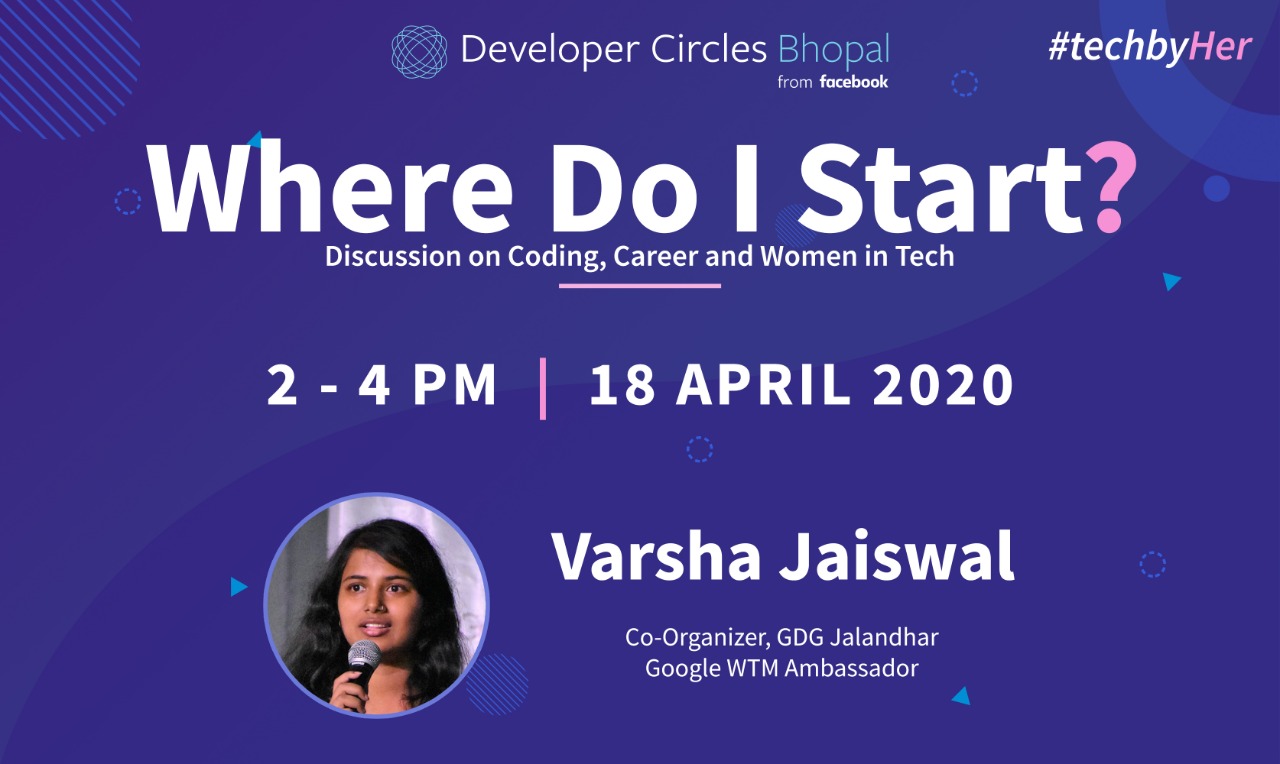 Developer Circles Bhopal
from facebook
#techbyHer
Where Do I Start?
Discussion on Coding, Career and Women in Tech
2 - 4 PM | 18 APRIL 2020
Varsha Jaiswal
Co-Organizer, GDG Jalandhar
Google WTM Ambassador